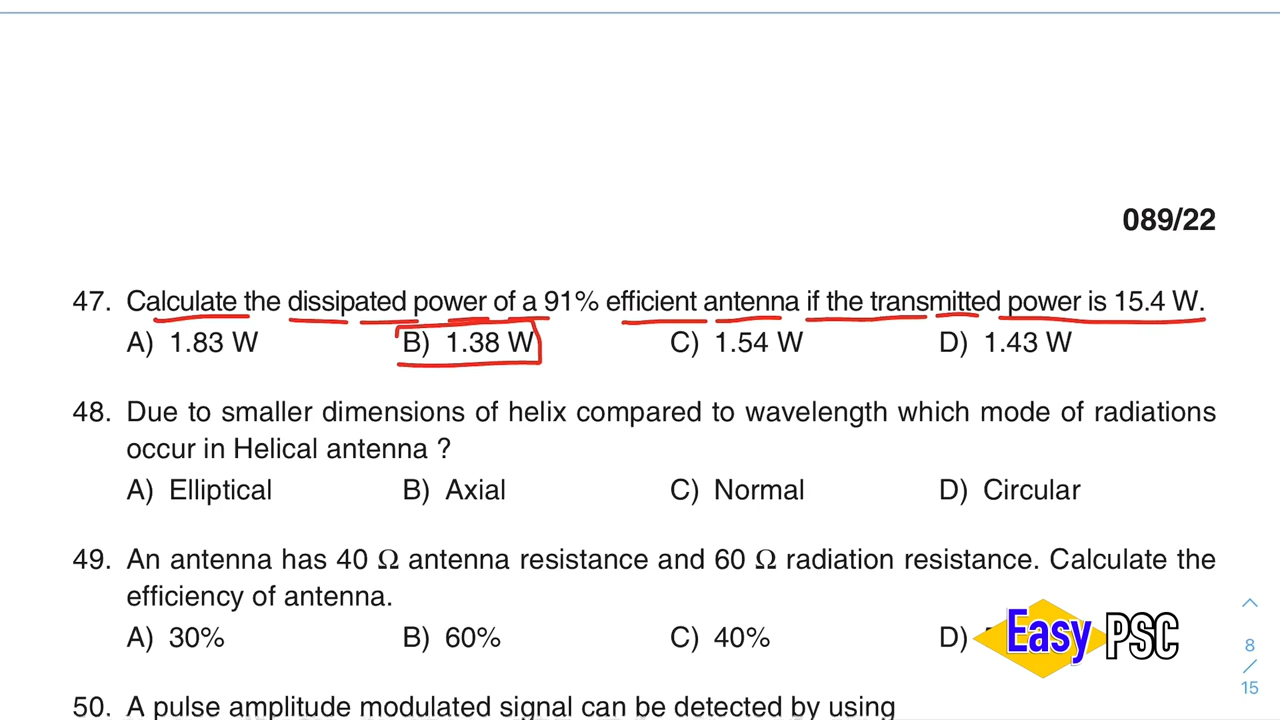 089/22
47. Calculate the dissipated power of a 91% efficient antenna if the transmitted power is 15.4 W.
A) 1.83 W B) 1.38 W C) 1.54 W D) 1.43 W
48. Due to smaller dimensions of helix compared to wavelength which mode of radiations
occur in Helical antenna ?
A) Elliptical B) Axial C) Normal D) Circular
49. An antenna has 40 Ω antenna resistance and 60 Ω radiation resistance. Calculate the
efficiency of antenna.
A) 30% B) 60% C) 40% D)
Easy PSC
8
/
15
50. A pulse amplitude modulated signal can be detected by using